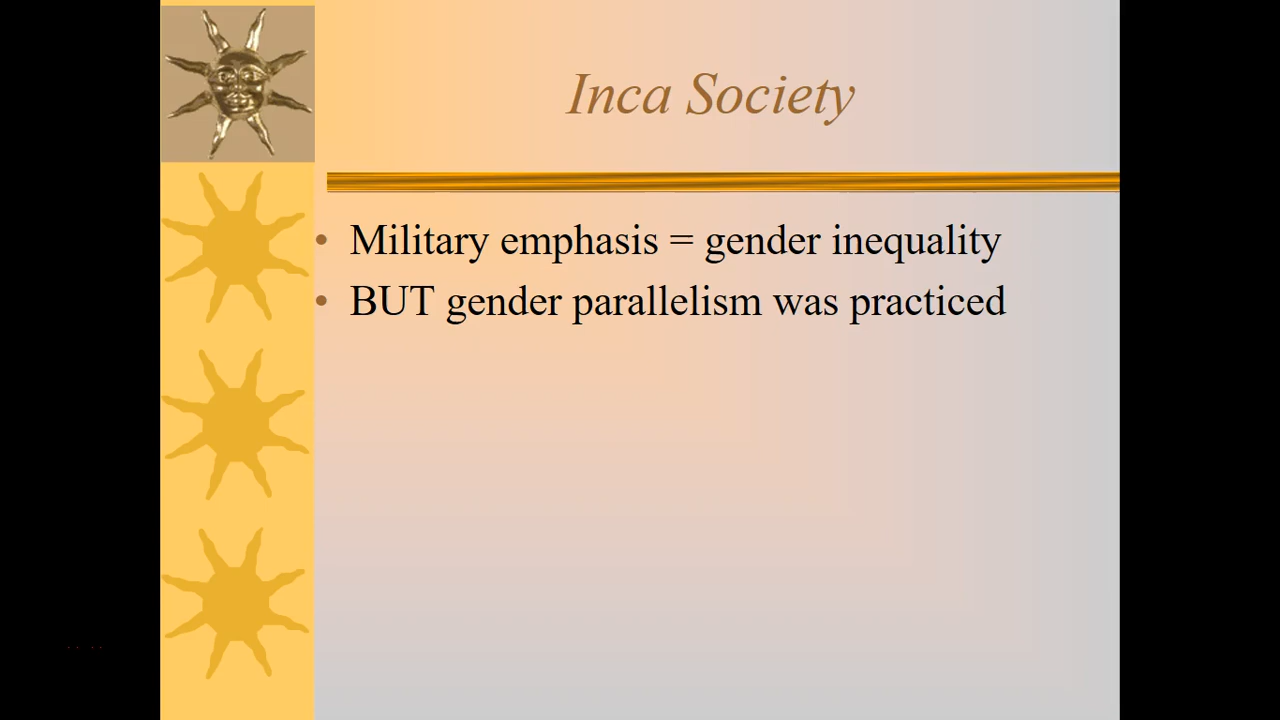 Inca Society
• Military emphasis = gender inequality
• BUT gender parallelism was practiced